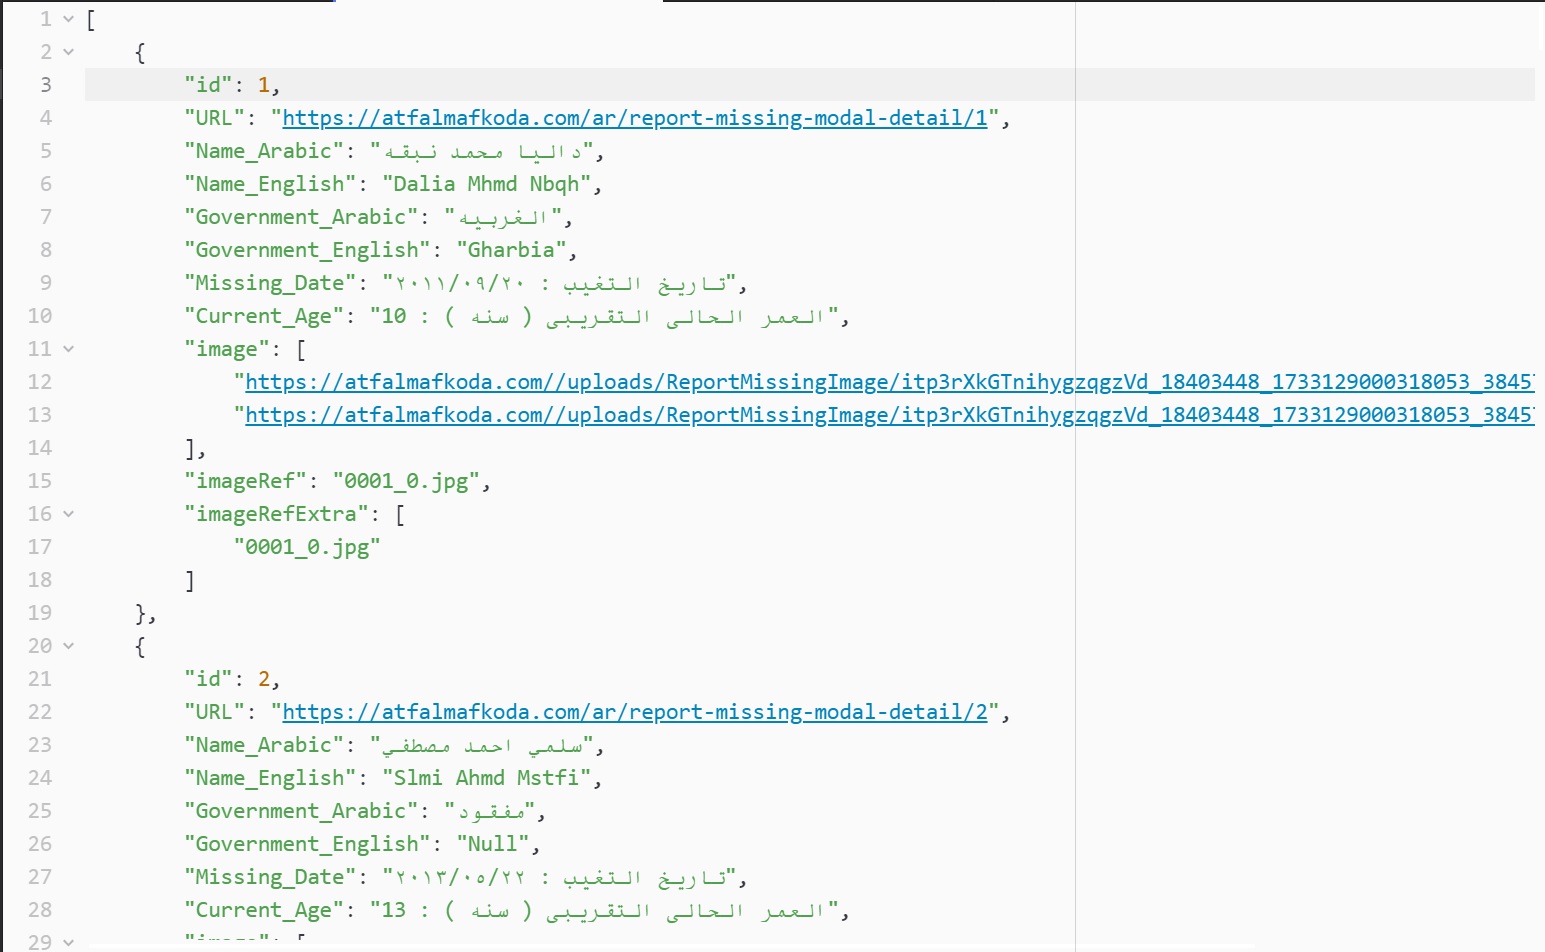 1 [
2 {
3 "id": 1,
4 "URL": "https://atfalmafkoda.com/ar/report-missing-modal-detail/1",
5 "Name_Arabic": "داليا محمد نبقه",
6 "Name_English": "Dalia Mhmd Nbqh",
7 "Government_Arabic": "الغربيه",
8 "Government_English": "Gharbia",
9 "Missing_Date": "تاريخ التغيب : ٢٠١١/٠٩/٢٠",
10 "Current_Age": "العمر الحالى التقريبى ( سنه ) : 10",
11 "image": [
12 "https://atfalmafkoda.com//uploads/ReportMissingImage/itp3rXkGTnihygzqgzVd_18403448_1733129000318053_3845
13 "https://atfalmafkoda.com//uploads/ReportMissingImage/itp3rXkGTnihygzqgzVd_18403448_1733129000318053_3845
14 ],
15 "imageRef": "0001_0.jpg",
16 "imageRefExtra": [
17 "0001_0.jpg"
18 ]
19 },
20 {
21 "id": 2,
22 "URL": "https://atfalmafkoda.com/ar/report-missing-modal-detail/2",
23 "Name_Arabic": "سلمي احمد مصطفي",
24 "Name_English": "Slmi Ahmd Mstfi",
25 "Government_Arabic": "مفقود",
26 "Government_English": "Null",
27 "Missing_Date": "تاريخ التغيب : ٢٠١٣/٠٥/٢٢",
28 "Current_Age": "العمر الحالى التقريبى ( سنه ) : 13",
29